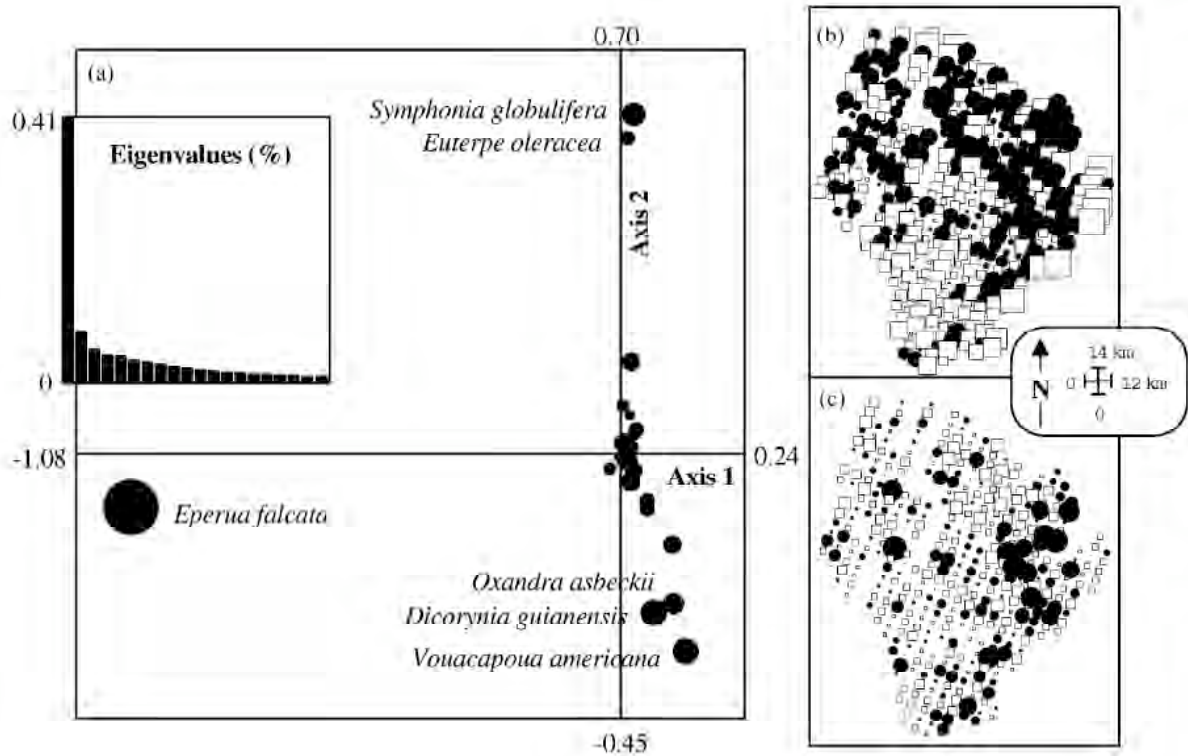 0.70
(a)
Symphonia globulifera
Euterpe oleracea
0.41
Eigenvalues (%)
Axis 2
0
-1.08
Axis 1
0.24
Eperua falcata
Oxandra asbeckii
Dicorynia guianensis
Vouacapoua americana
-0.45
(b)
14 km
N
0
12 km
0
(c)